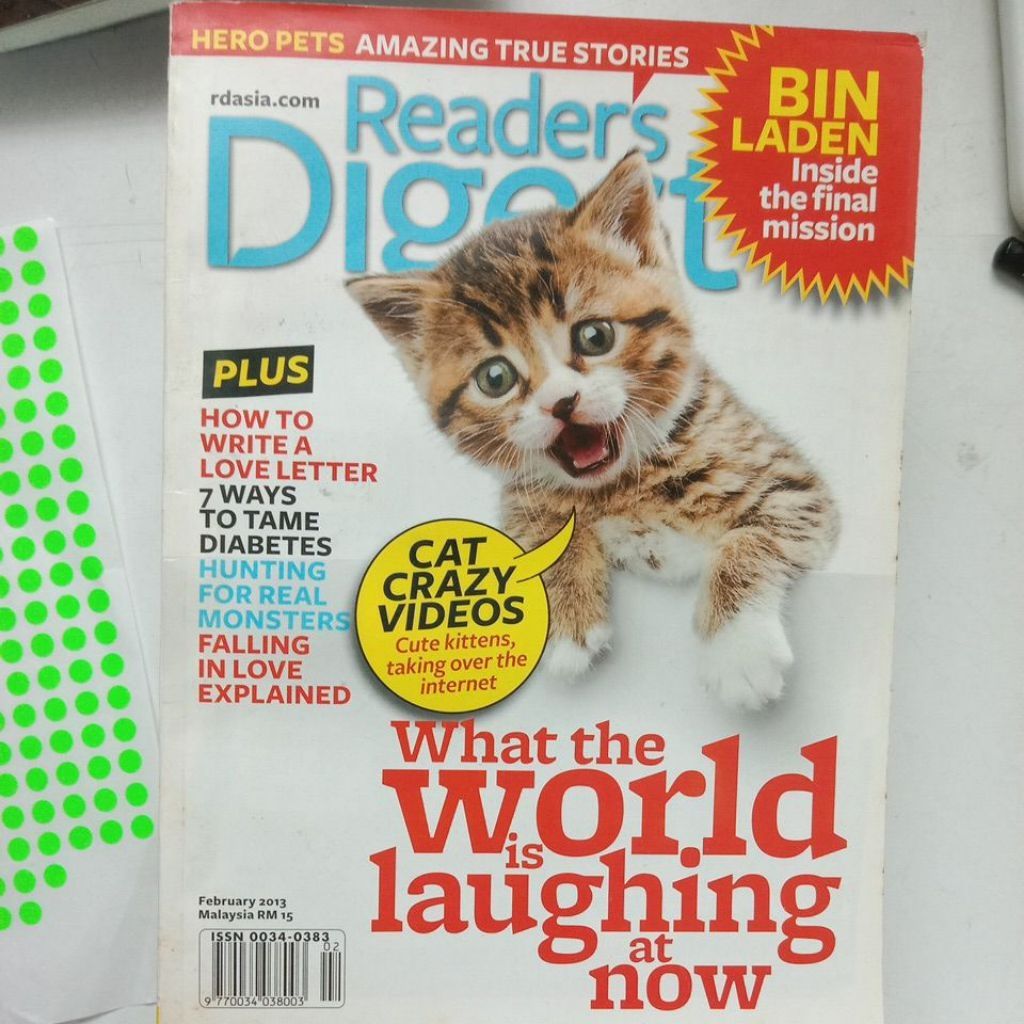 HERO PETS AMAZING TRUE STORIES
rdasia.com
Reader's
Digest
BIN
LADEN
Inside
the final
mission
PLUS
HOW TO
WRITE A
LOVE LETTER
7 WAYS
TO TAME
DIABETES
HUNTING
FOR REAL
MONSTERS
FALLING
IN LOVE
EXPLAINED
CAT
CRAZY
VIDEOS
Cute kittens,
taking over the
internet
What the
world
is
laughing
at
now
February 2013
Malaysia RM 15
ISSN 0034-0383
02
9 770034 038003